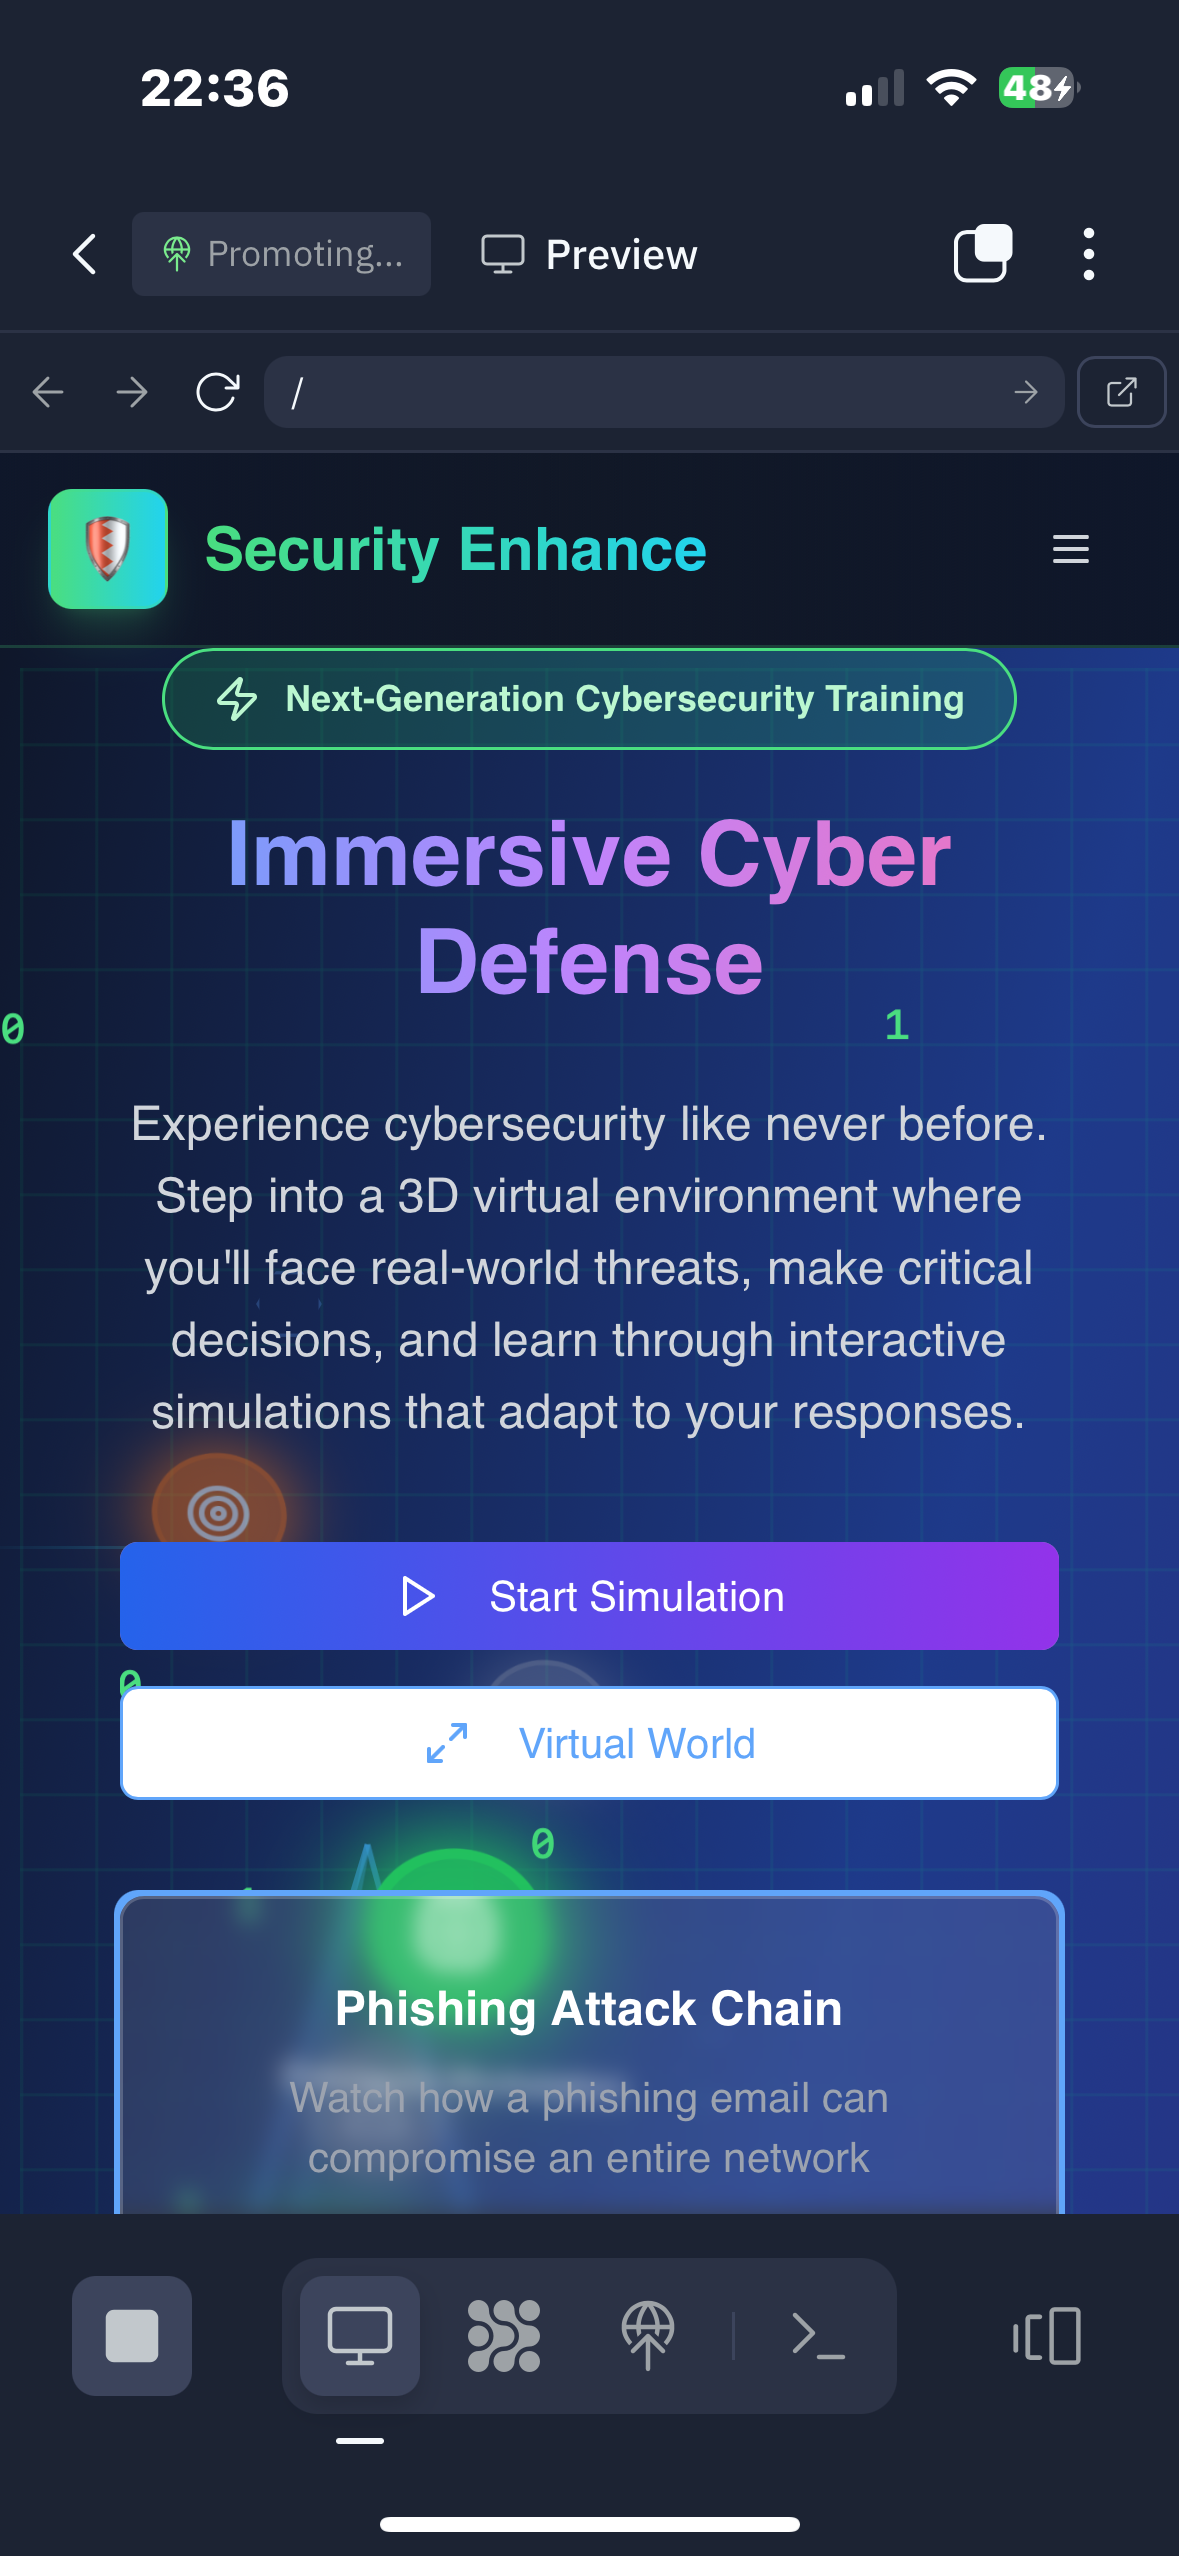 22:36
48
Promoting...
Preview
/
Security Enhance
Next-Generation Cybersecurity Training
Immersive Cyber
Defense
0
1
Experience cybersecurity like never before.
Step into a 3D virtual environment where
you'll face real-world threats, make critical
decisions, and learn through interactive
simulations that adapt to your responses.
Start Simulation
0
Virtual World
0
Phishing Attack Chain
Watch how a phishing email can
compromise an entire network